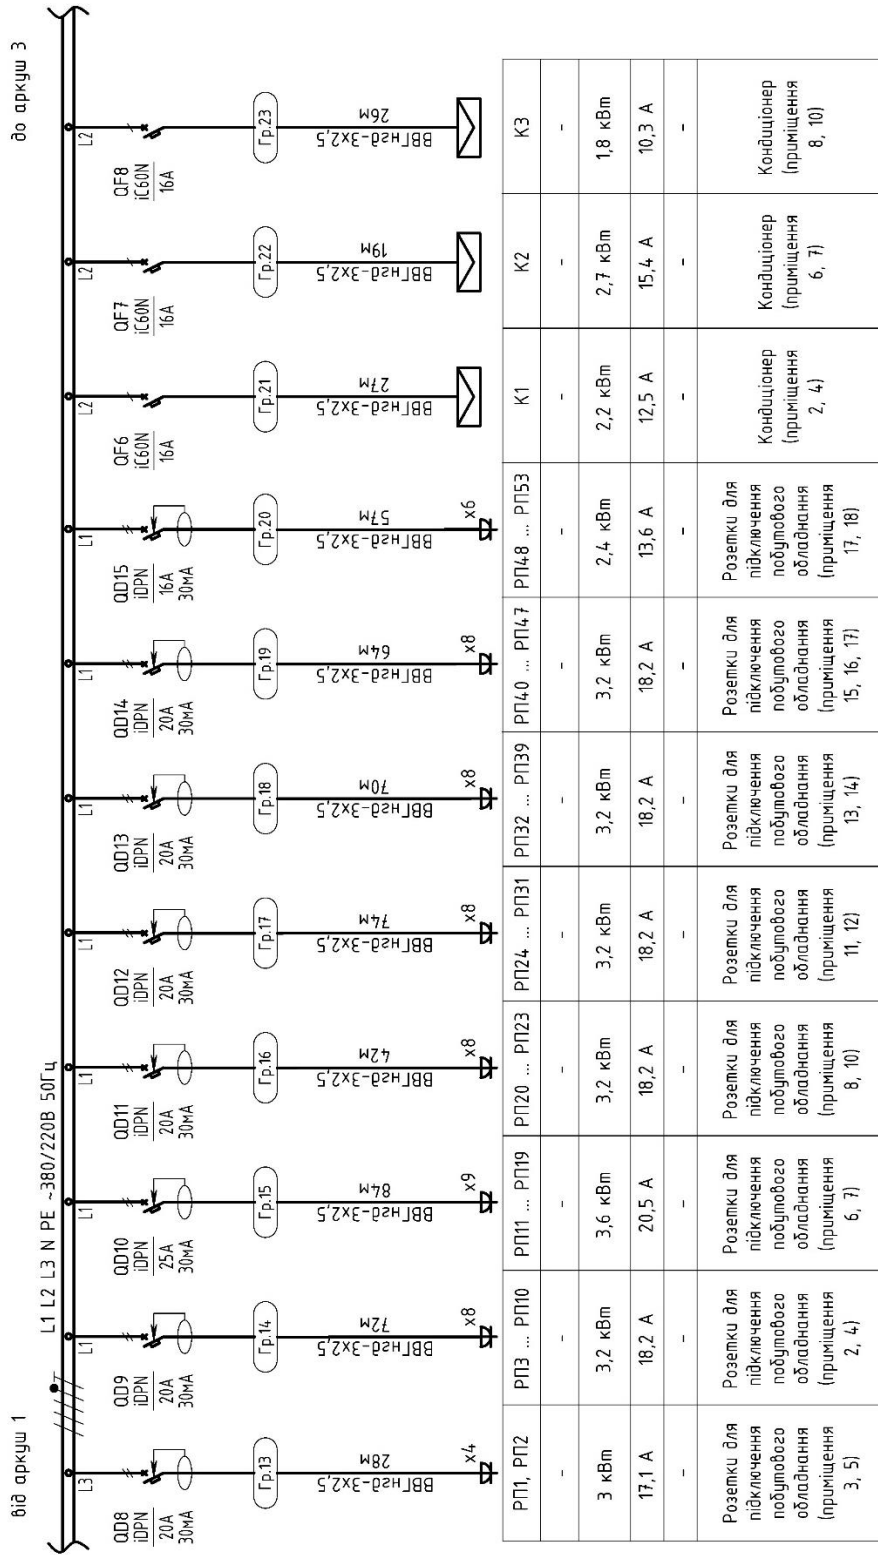 від аркуш 1
L1 L2 L3 N PE ~380/220В 50Гц
до аркуш 3
L3
QD8
iDPN
20А
30мА
Гр.13
ВВГнгд-3х2,5
28м
х4
РП1, РП2
-
3 кВт
17,1 А
-
Розетки для
підключення
побутового
обладнання
(приміщення
3, 5)
L1
QD9
iDPN
20А
30мА
Гр.14
ВВГнгд-3х2,5
72м
х8
РП3 ... РП10
-
3,2 кВт
18,2 А
-
Розетки для
підключення
побутового
обладнання
(приміщення
2, 4)
L1
QD10
iDPN
25А
30мА
Гр.15
ВВГнгд-3х2,5
84м
х9
РП11 ... РП19
-
3,6 кВт
20,5 А
-
Розетки для
підключення
побутового
обладнання
(приміщення
6, 7)
L1
QD11
iDPN
20А
30мА
Гр.16
ВВГнгд-3х2,5
42м
х8
РП20 ... РП23
-
3,2 кВт
18,2 А
-
Розетки для
підключення
побутового
обладнання
(приміщення
8, 10)
L1
QD12
iDPN
20А
30мА
Гр.17
ВВГнгд-3х2,5
74м
х8
РП24 ... РП31
-
3,2 кВт
18,2 А
-
Розетки для
підключення
побутового
обладнання
(приміщення
11, 12)
L1
QD13
iDPN
20А
30мА
Гр.18
ВВГнгд-3х2,5
70м
х8
РП32 ... РП39
-
3,2 кВт
18,2 А
-
Розетки для
підключення
побутового
обладнання
(приміщення
13, 14)
L1
QD14
iDPN
20А
30мА
Гр.19
ВВГнгд-3х2,5
64м
х8
РП40 ... РП47
-
3,2 кВт
18,2 А
-
Розетки для
підключення
побутового
обладнання
(приміщення
15, 16, 17)
L1
QD15
iDPN
16А
30мА
Гр.20
ВВГнгд-3х2,5
57м
х6
РП48 ... РП53
-
2,4 кВт
13,6 А
-
Розетки для
підключення
побутового
обладнання
(приміщення
17, 18)
L2
QF6
iC60N
16А
Гр.21
ВВГнгд-3х2,5
27м
К1
-
2,2 кВт
12,5 А
-
Кондиціонер
(приміщення
2, 4)
L2
QF7
iC60N
16А
Гр.22
ВВГнгд-3х2,5
19м
К2
-
2,7 кВт
15,4 А
-
Кондиціонер
(приміщення
6, 7)
L2
QF8
iC60N
16А
Гр.23
ВВГнгд-3х2,5
26м
К3
-
1,8 кВт
10,3 А
-
Кондиціонер
(приміщення
8, 10)